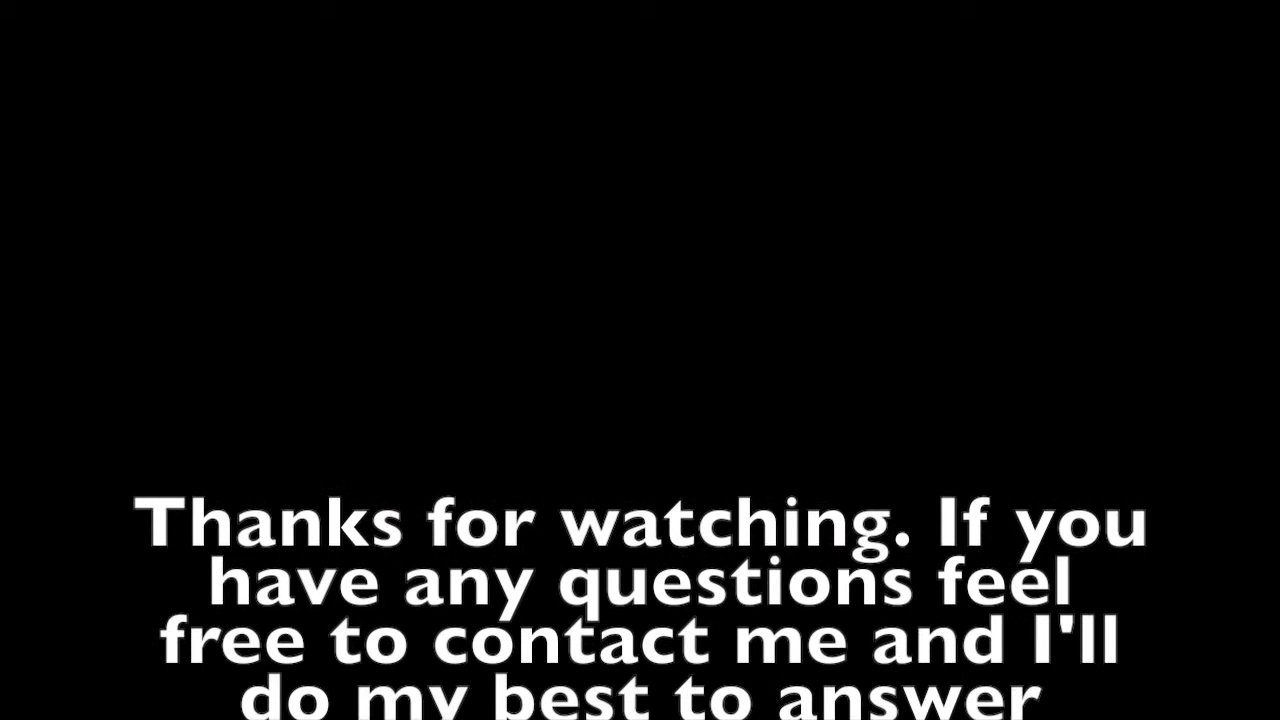 Thanks for watching. If you
have any questions feel
free to contact me and I'll
do my best to answer